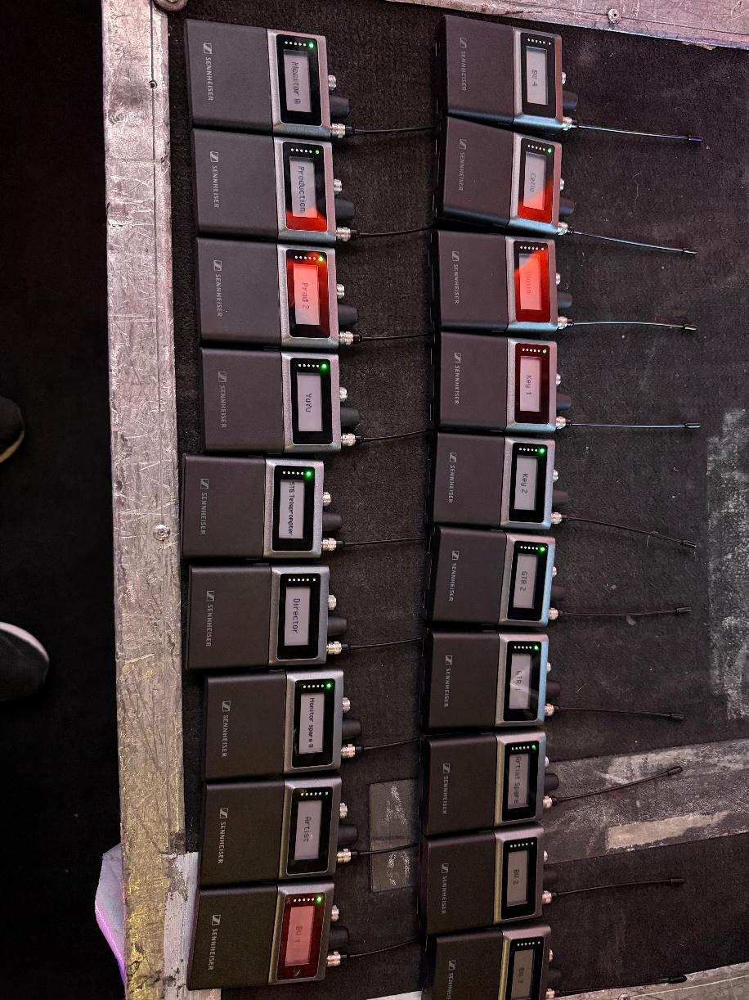 SENNHEISER
Monitor A
SENNHEISER
Production
SENNHEISER
Prod 2
SENNHEISER
YuYu
SENNHEISER
STG Teleprompter
SENNHEISER
Director
SENNHEISER
Monitor spare A
SENNHEISER
Artist
SENNHEISER
BV 1
SENNHEISER
BV 4
SENNHEISER
Cello
SENNHEISER
Violin
SENNHEISER
Key 1
SENNHEISER
Key 2
SENNHEISER
GTR 2
SENNHEISER
GTR 1
SENNHEISER
Artist Spare
SENNHEISER
BV 2
SENNHEISER
BV 3